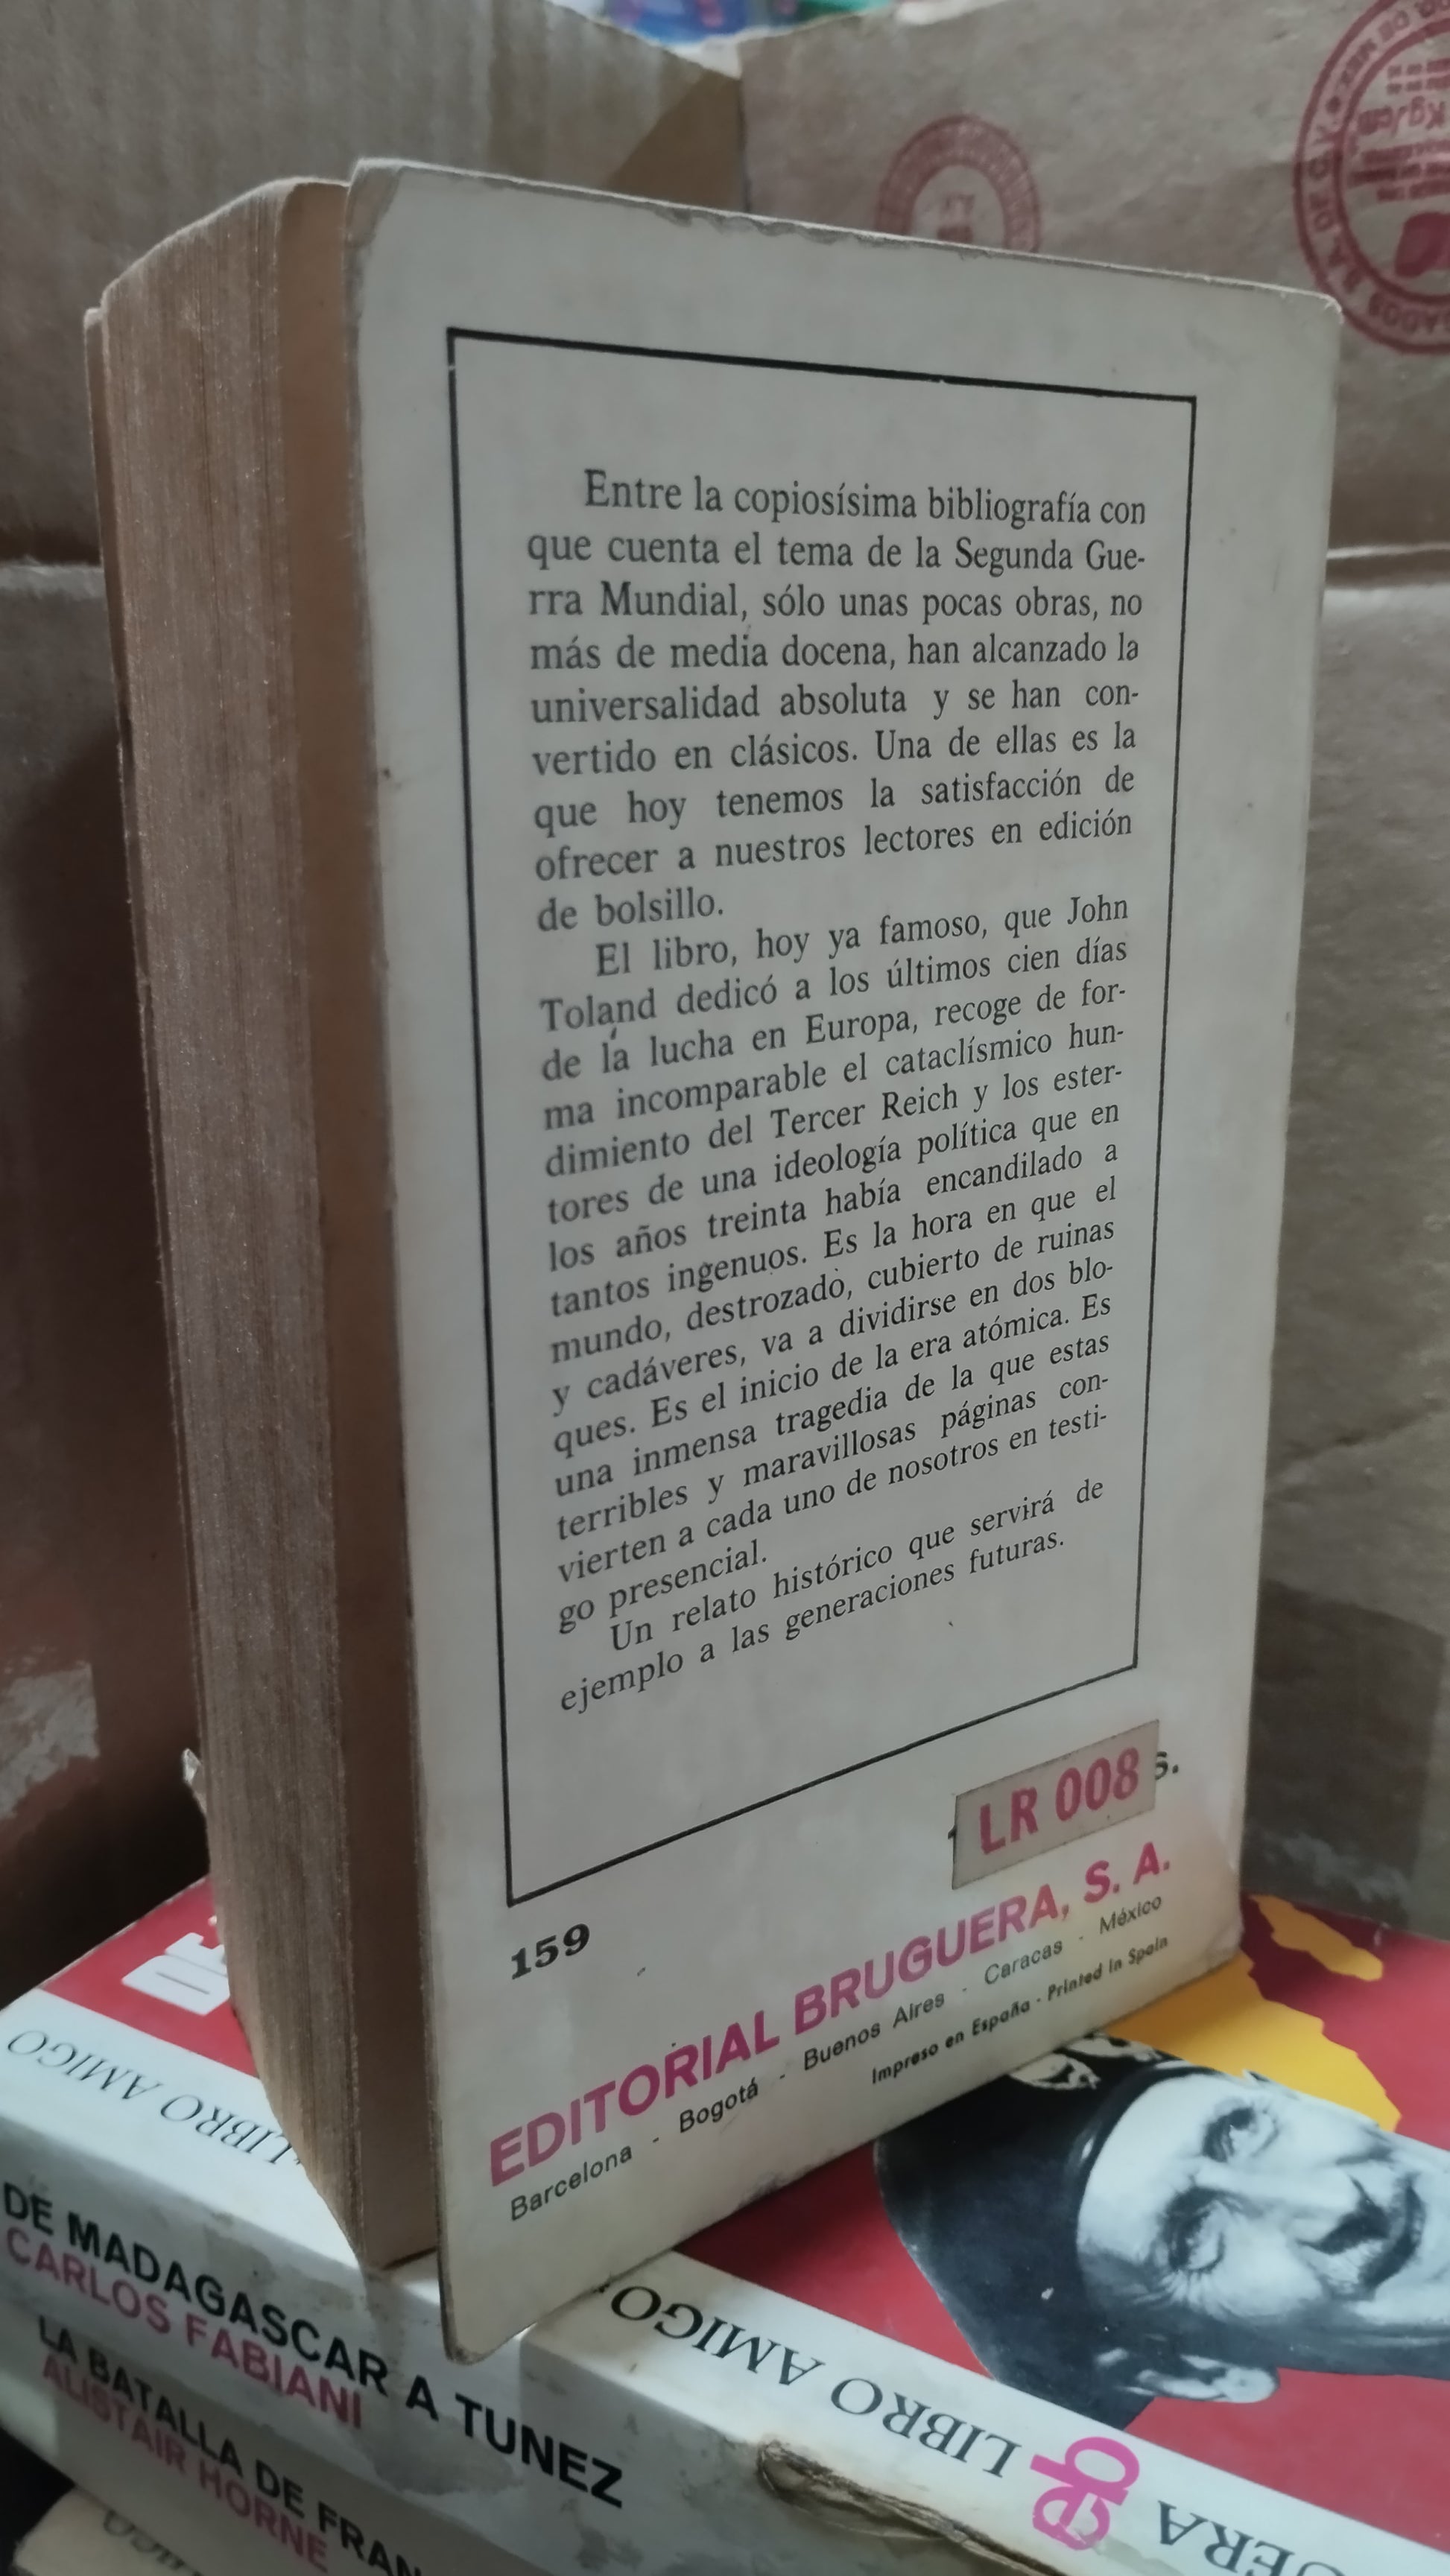 Entre la copiosísima bibliografía con
que cuenta el tema de la Segunda Gue-
rra Mundial, sólo unas pocas obras, no
más de media docena, han alcanzado la
universalidad absoluta y se han con-
vertido en clásicos. Una de ellas es la
que hoy tenemos la satisfacción de
ofrecer a nuestros lectores en edición
de bolsillo.
El libro, hoy ya famoso, que John
Toland dedicó a los últimos cien días
de la lucha en Europa, recoge de for-
ma incomparable el cataclísmico hun-
dimiento del Tercer Reich y los ester-
tores de una ideología política que en
los años treinta había encandilado a
tantos ingenuos. Es la hora en que el
mundo, destrozado, cubierto de ruinas
y cadáveres, va a dividirse en dos blo-
ques. Es el inicio de la era atómica. Es
una inmensa tragedia de la que estas
terribles y maravillosas páginas con-
vierten a cada uno de nosotros en testi-
go presencial.
Un relato histórico que servirá de
ejemplo a las generaciones futuras.
LR 008
s.
159
EDITORIAL BRUGUERA, S. A.
Barcelona - Bogotá - Buenos Aires - Caracas - México
Impreso en España - Printed in Spain
LIBRO AMIGO
DE MADAGASCAR A TUNEZ
CARLOS FABIANI
LIBRO AMIGO
LA BATALLA DE FRAN
ALISTAIR HORNE
S.A. DE C.V.
Kg/cm